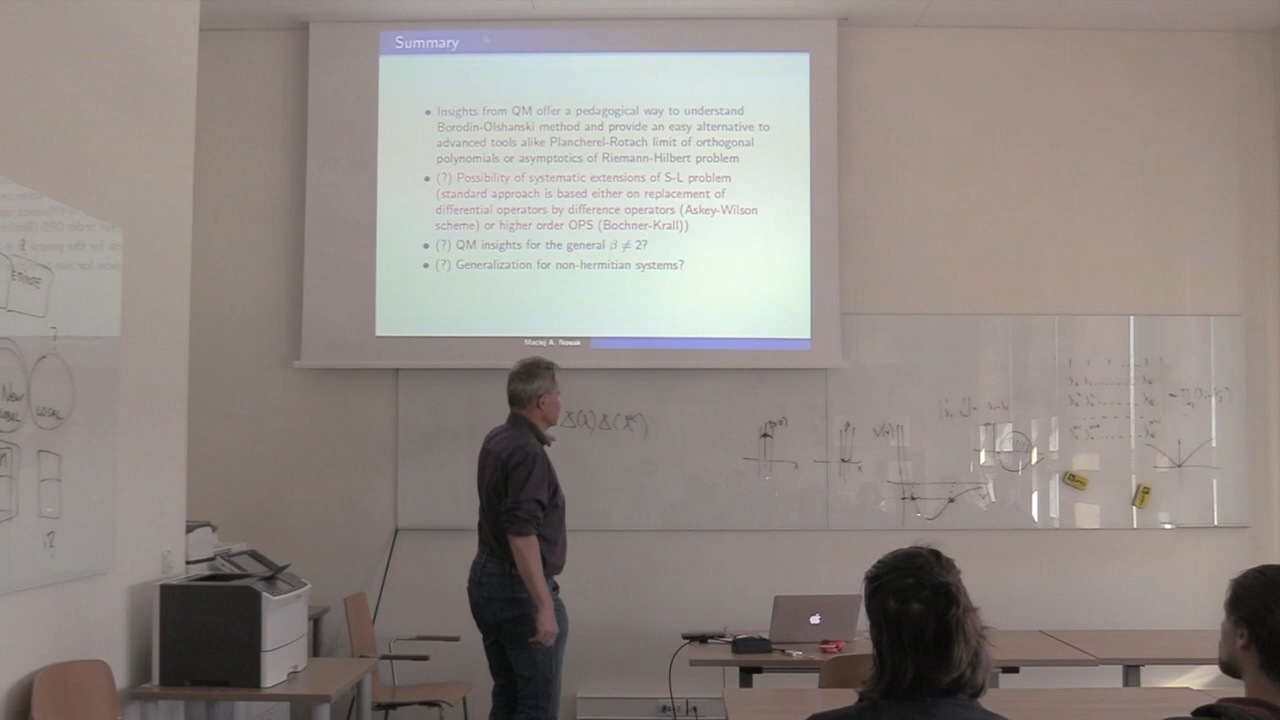 Summary
Insights from QM offer a pedagogical way to understand
Borodin-Olshanski method and provide an easy alternative to
advanced tools alike Plancherel-Rotach limit of orthogonal
polynomials or asymptotics of Riemann-Hilbert problem
(?) Possibility of systematic extensions of S-L problem
(standard approach is based either on replacement of
differential operators by difference operators (Askey-Wilson
scheme) or higher order OPS (Bochner-Krall))
(?) QM insights for the general β ≠ 2?
(?) Generalization for non-hermitian systems?
Maciej A. Nowak
LOCAL